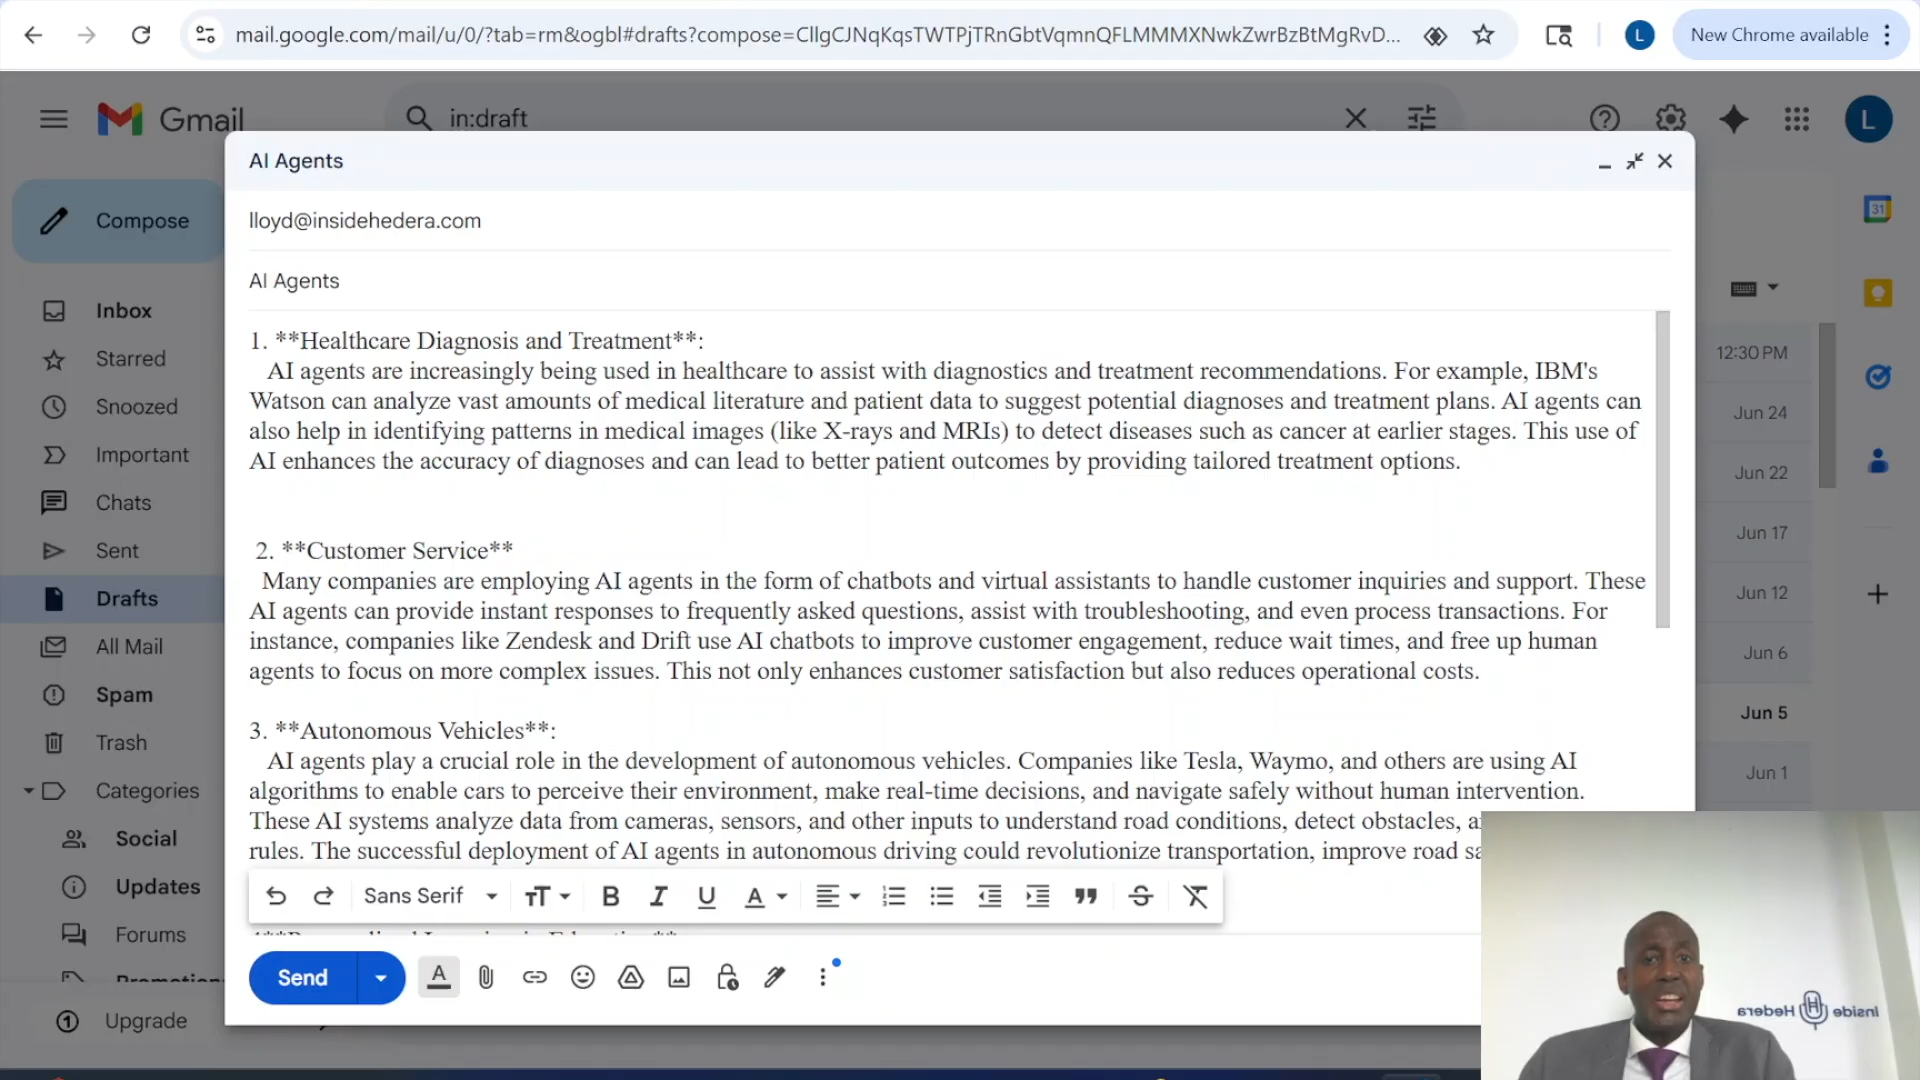 mail.google.com/mail/u/0/?tab=rm&ogbl#drafts?compose=CllgCJNqKqsTWTPjTRnGbtVqmnQFLMMMXNwkZwrBzBtMgRvD...
L
New Chrome available
Gmail
in:draft
L
AI Agents
Compose
lloyd@insidehedera.com
31
AI Agents
Inbox
Starred
Snoozed
Important
Chats
Sent
Drafts
All Mail
Spam
Trash
Categories
Social
Updates
Forums
Upgrade
1. **Healthcare Diagnosis and Treatment**:
AI agents are increasingly being used in healthcare to assist with diagnostics and treatment recommendations. For example, IBM's
Watson can analyze vast amounts of medical literature and patient data to suggest potential diagnoses and treatment plans. AI agents can
also help in identifying patterns in medical images (like X-rays and MRIs) to detect diseases such as cancer at earlier stages. This use of
AI enhances the accuracy of diagnoses and can lead to better patient outcomes by providing tailored treatment options.
2. **Customer Service**
Many companies are employing AI agents in the form of chatbots and virtual assistants to handle customer inquiries and support. These
AI agents can provide instant responses to frequently asked questions, assist with troubleshooting, and even process transactions. For
instance, companies like Zendesk and Drift use AI chatbots to improve customer engagement, reduce wait times, and free up human
agents to focus on more complex issues. This not only enhances customer satisfaction but also reduces operational costs.
3. **Autonomous Vehicles**:
AI agents play a crucial role in the development of autonomous vehicles. Companies like Tesla, Waymo, and others are using AI
algorithms to enable cars to perceive their environment, make real-time decisions, and navigate safely without human intervention.
These AI systems analyze data from cameras, sensors, and other inputs to understand road conditions, detect obstacles,
rules. The successful deployment of AI agents in autonomous driving could revolutionize transportation, improve road
Sans Serif
Send
12:30 PM
Jun 24
Jun 22
Jun 17
Jun 12
Jun 6
Jun 5
Jun 1
Inside Hedera